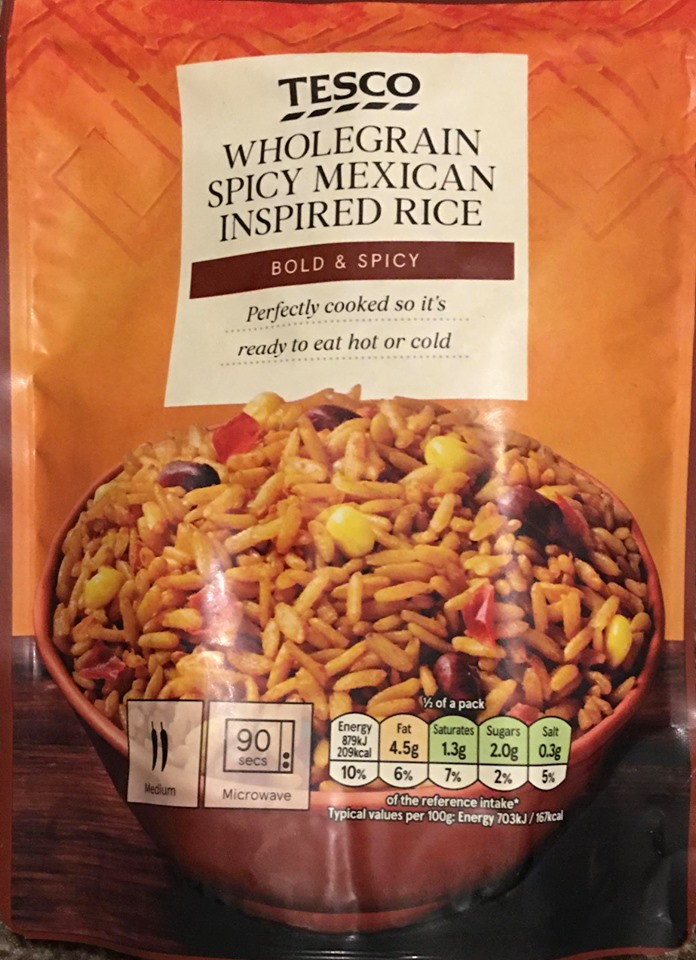 TESCO
WHOLEGRAIN
SPICY MEXICAN
INSPIRED RICE
BOLD & SPICY
Perfectly cooked so it's
ready to eat hot or cold
Medium
90
secs
Microwave
½ of a pack
Energy
879kJ
209kcal
10%
Fat
4.5g
6%
Saturates
1.3g
7%
Sugars
2.0g
2%
Salt
0.3g
5%
of the reference intake*
Typical values per 100g: Energy 703kJ / 167kcal